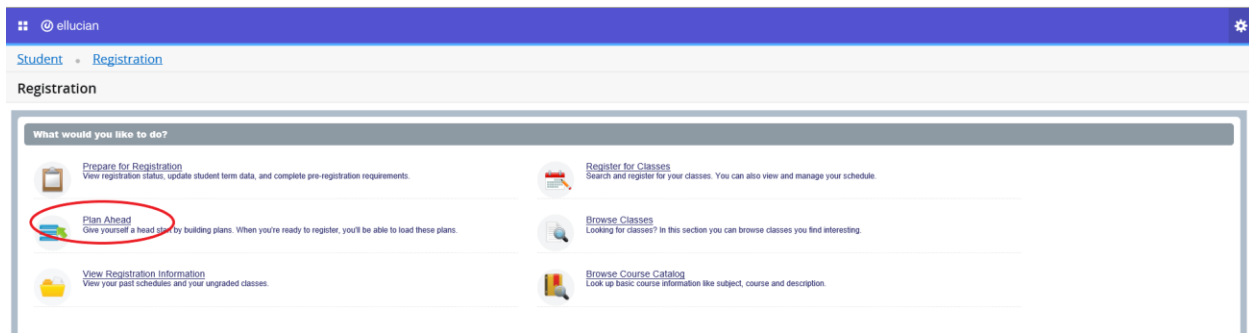 ellucian
Student Registration
Registration
What would you like to do?
Prepare for Registration
View registration status, update student term data, and complete pre-registration requirements.
Register for Classes
Search and register for your classes. You can also view and manage your schedule.
Plan Ahead
Give yourself a head start by building plans. When you're ready to register, you'll be able to load these plans.
Browse Classes
Looking for classes? In this section you can browse classes you find interesting.
View Registration Information
View your past schedules and your ungraded classes.
Browse Course Catalog
Look up basic course information like subject, course and description.